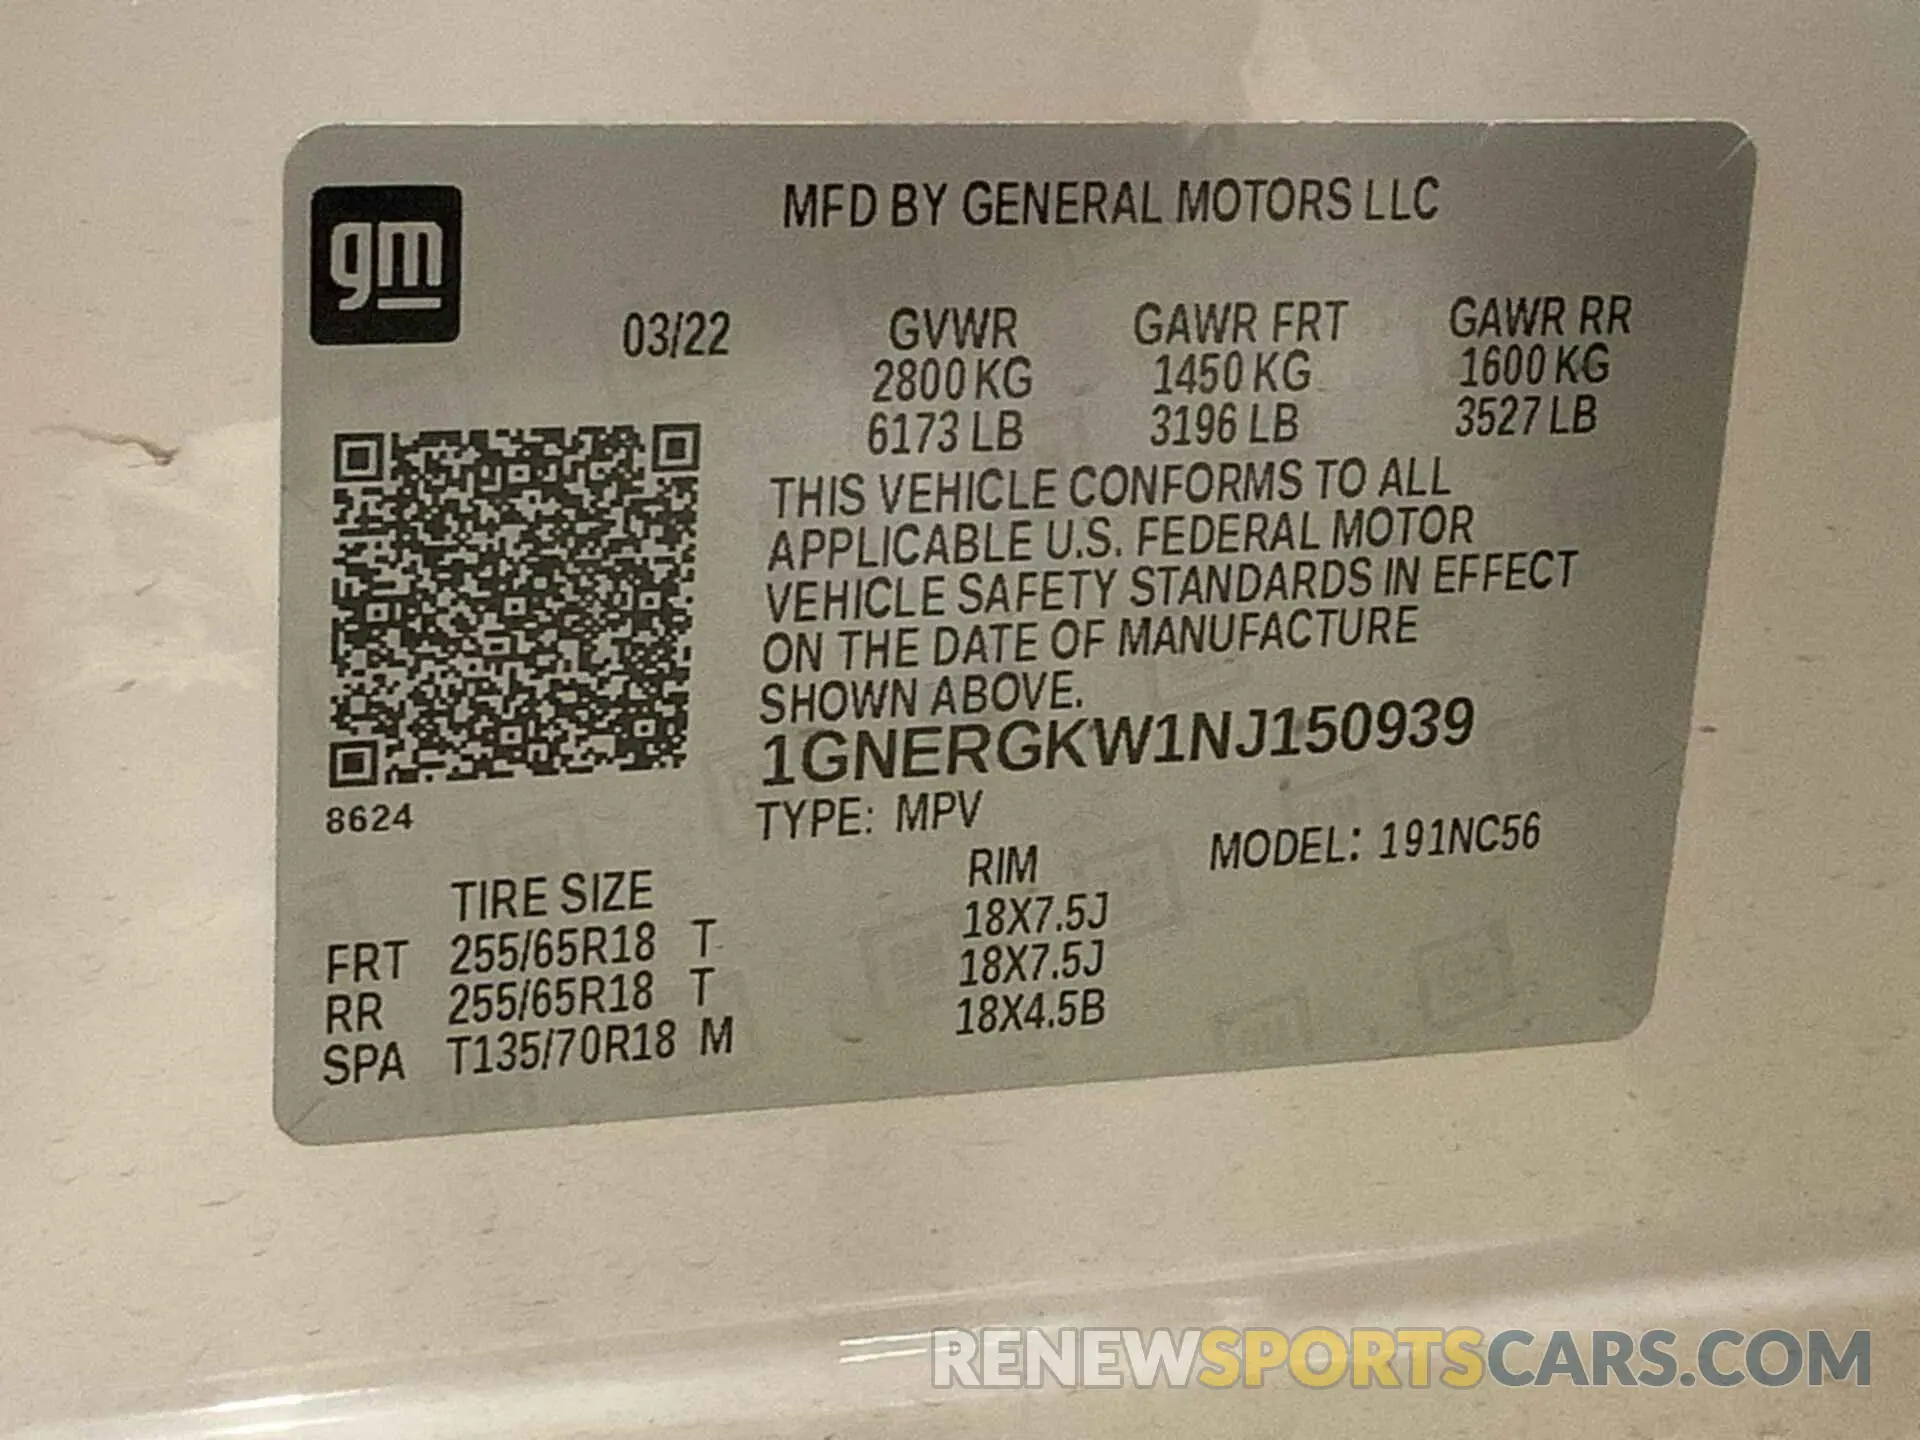 gm
MFD BY GENERAL MOTORS LLC
03/22 GVWR GAWR FRT GAWR RR
2800 KG 1450 KG 1600 KG
6173 LB 3196 LB 3527 LB
THIS VEHICLE CONFORMS TO ALL
APPLICABLE U.S. FEDERAL MOTOR
VEHICLE SAFETY STANDARDS IN EFFECT
ON THE DATE OF MANUFACTURE
SHOWN ABOVE.
1GNERGKW1NJ150939
8624
TYPE: MPV MODEL: 191NC56
TIRE SIZE RIM
FRT 255/65R18 T 18X7.5J
RR 255/65R18 T 18X7.5J
SPA T135/70R18 M 18X4.5B
RENEWSPORTSCARS.COM